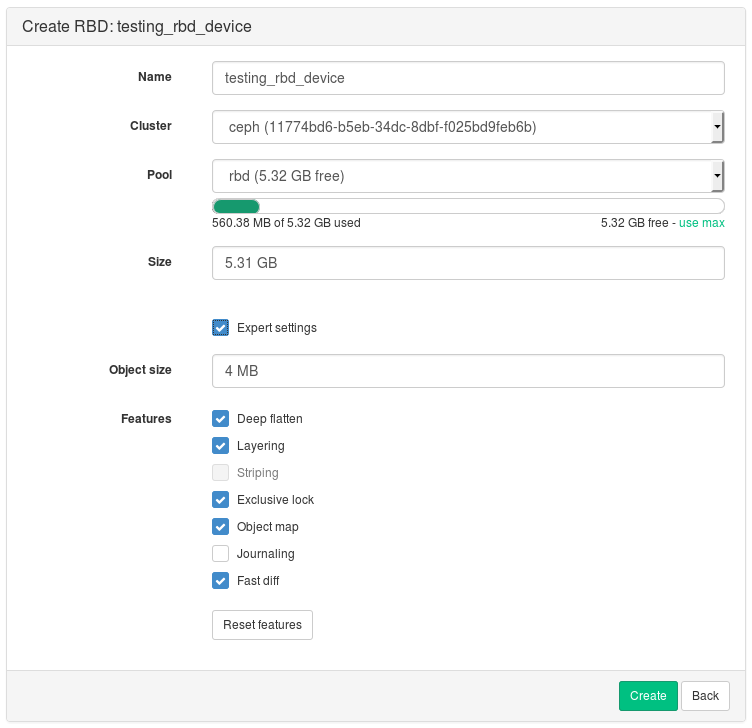 Create RBD: testing_rbd_device
Name
testing_rbd_device
Cluster
ceph (11774bd6-b5eb-34dc-8dbf-f025bd9feb6b)
Pool
rbd (5.32 GB free)
560.38 MB of 5.32 GB used 5.32 GB free - use max
Size
5.31 GB
Expert settings
Object size
4 MB
Features
Deep flatten
Layering
Striping
Exclusive lock
Object map
Journaling
Fast diff
Reset features
Create Back